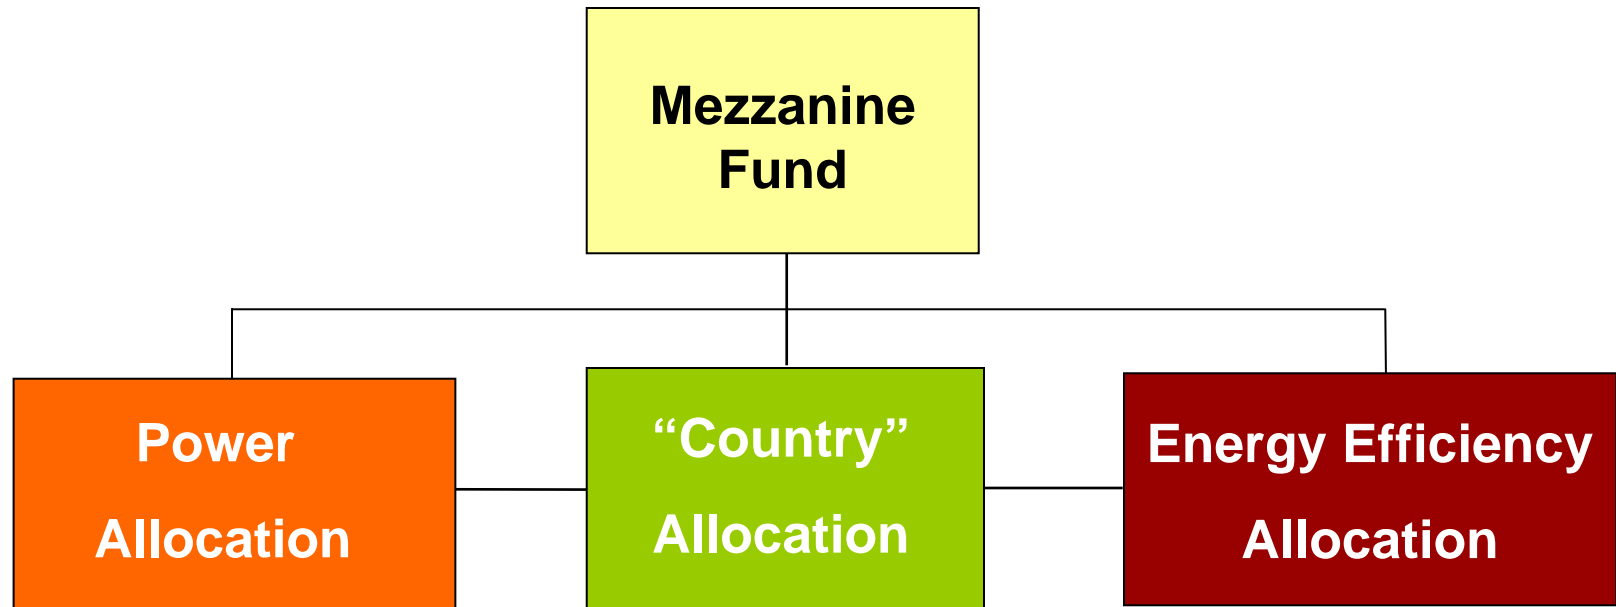 Mezzanine
Fund
Power
Allocation
“Country”
Allocation
Energy Efficiency
Allocation